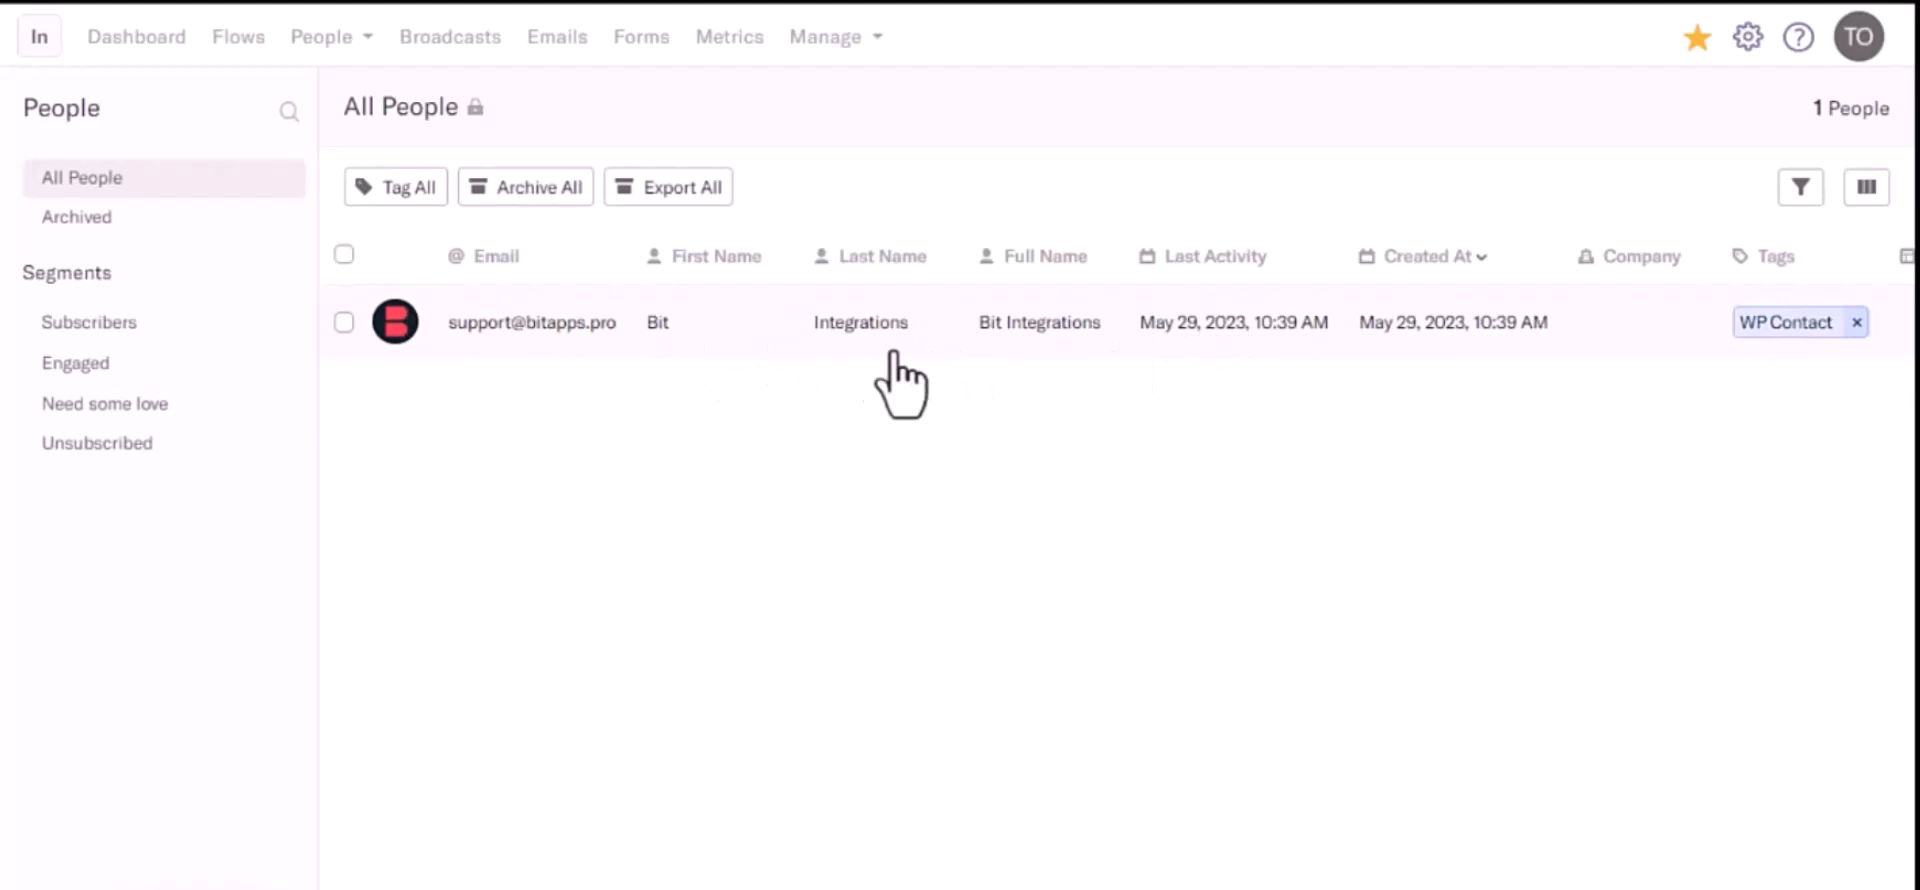 In Dashboard Flows People Broadcasts Emails Forms Metrics Manage ? TO
People
All People
1 People
All People
Archived
Segments
Subscribers
Engaged
Need some love
Unsubscribed
Tag All Archive All Export All
@ Email First Name Last Name Full Name Last Activity Created At Company Tags
B support@bitapps.pro Bit Integrations Bit Integrations May 29, 2023, 10:39 AM May 29, 2023, 10:39 AM WP Contact ×